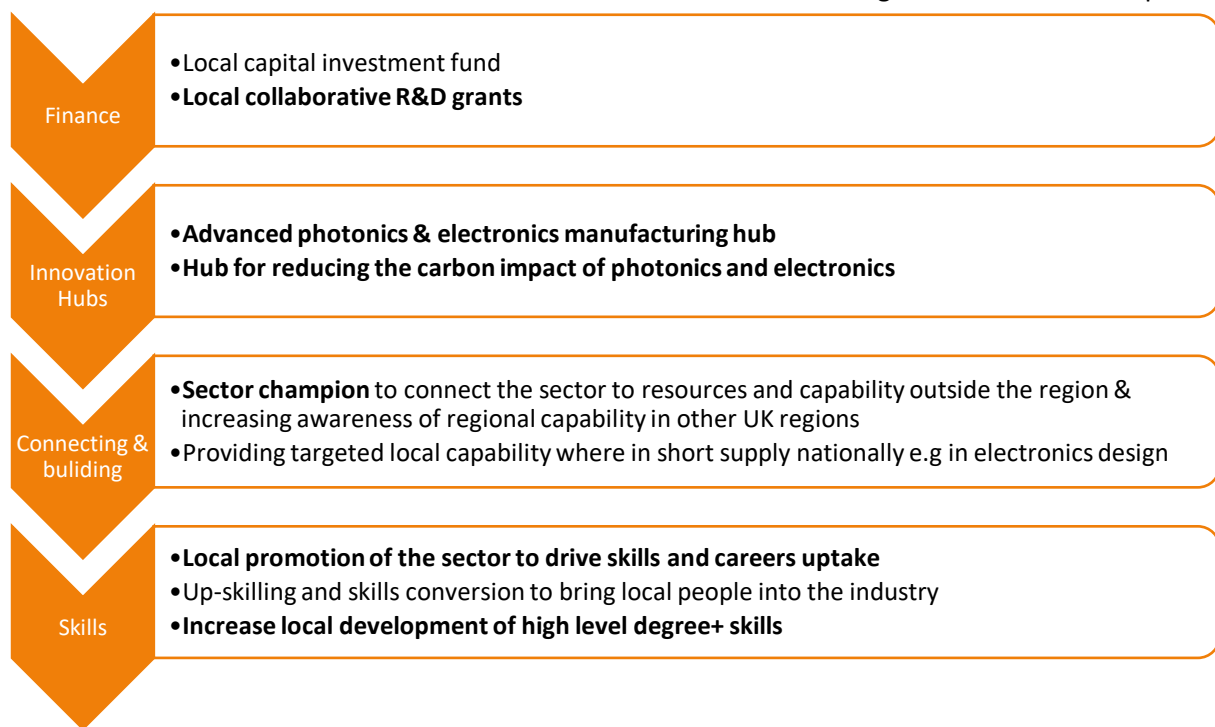 Finance
•Local capital investment fund
•Local collaborative R&D grants
Innovation
Hubs
•Advanced photonics & electronics manufacturing hub
•Hub for reducing the carbon impact of photonics and electronics
Connecting &
buliding
•Sector champion to connect the sector to resources and capability outside the region &
increasing awareness of regional capability in other UK regions
•Providing targeted local capability where in short supply nationally e.g in electronics design
Skills
•Local promotion of the sector to drive skills and careers uptake
•Up-skilling and skills conversion to bring local people into the industry
•Increase local development of high level degree+ skills